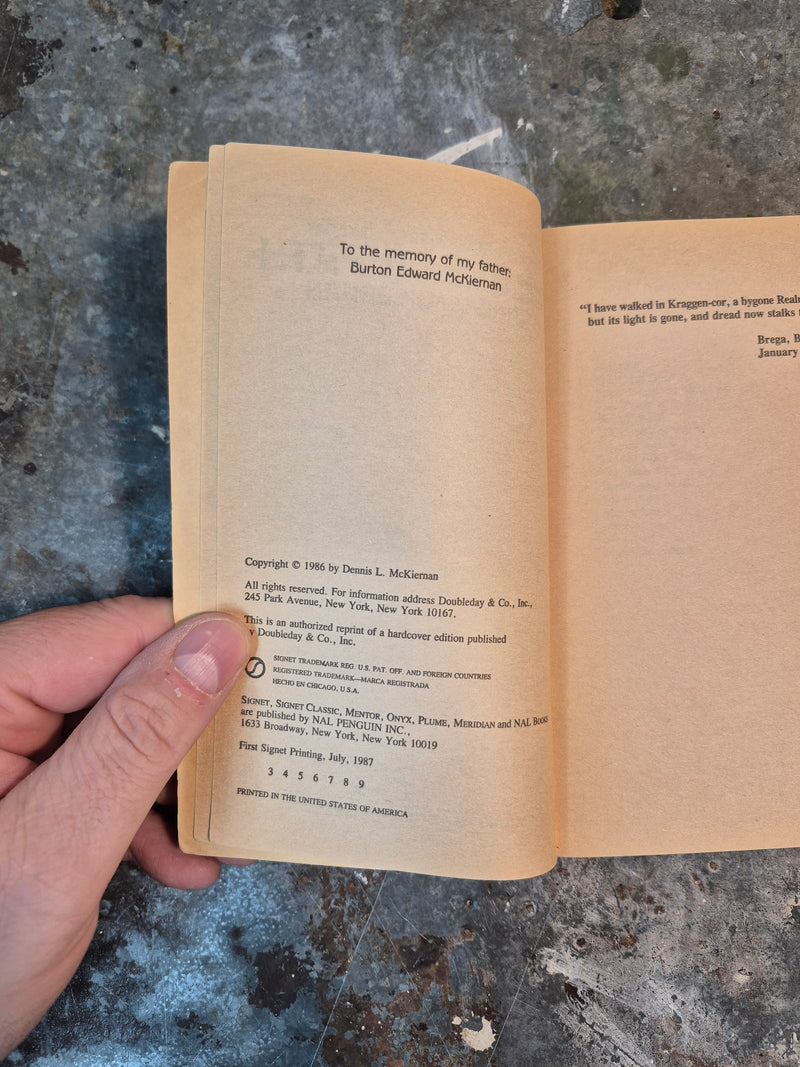 To the memory of my father:
Burton Edward McKiernan
Copyright © 1986 by Dennis L. McKiernan
All rights reserved. For information address Doubleday & Co., Inc.,
245 Park Avenue, New York, New York 10167.
This is an authorized reprint of a hardcover edition published
Doubleday & Co., Inc.
SIGNET TRADEMARK REG. U.S. PAT. OFF. AND FOREIGN COUNTRIES
REGISTERED TRADEMARK—MARCA REGISTRADA
HECHO EN CHICAGO, U.S.A.
SIGNET, SIGNET CLASSIC, MENTOR, ONYX, PLUME, MERIDIAN and NAL BOOKS
are published by NAL PENGUIN INC.,
1633 Broadway, New York, New York 10019
First Signet Printing, July, 1987
3 4 5 6 7 8 9
PRINTED IN THE UNITED STATES OF AMERICA
“I have walked in Kraggen-cor, a bygone
but its light is gone, and dread now stalks
Brega,
January